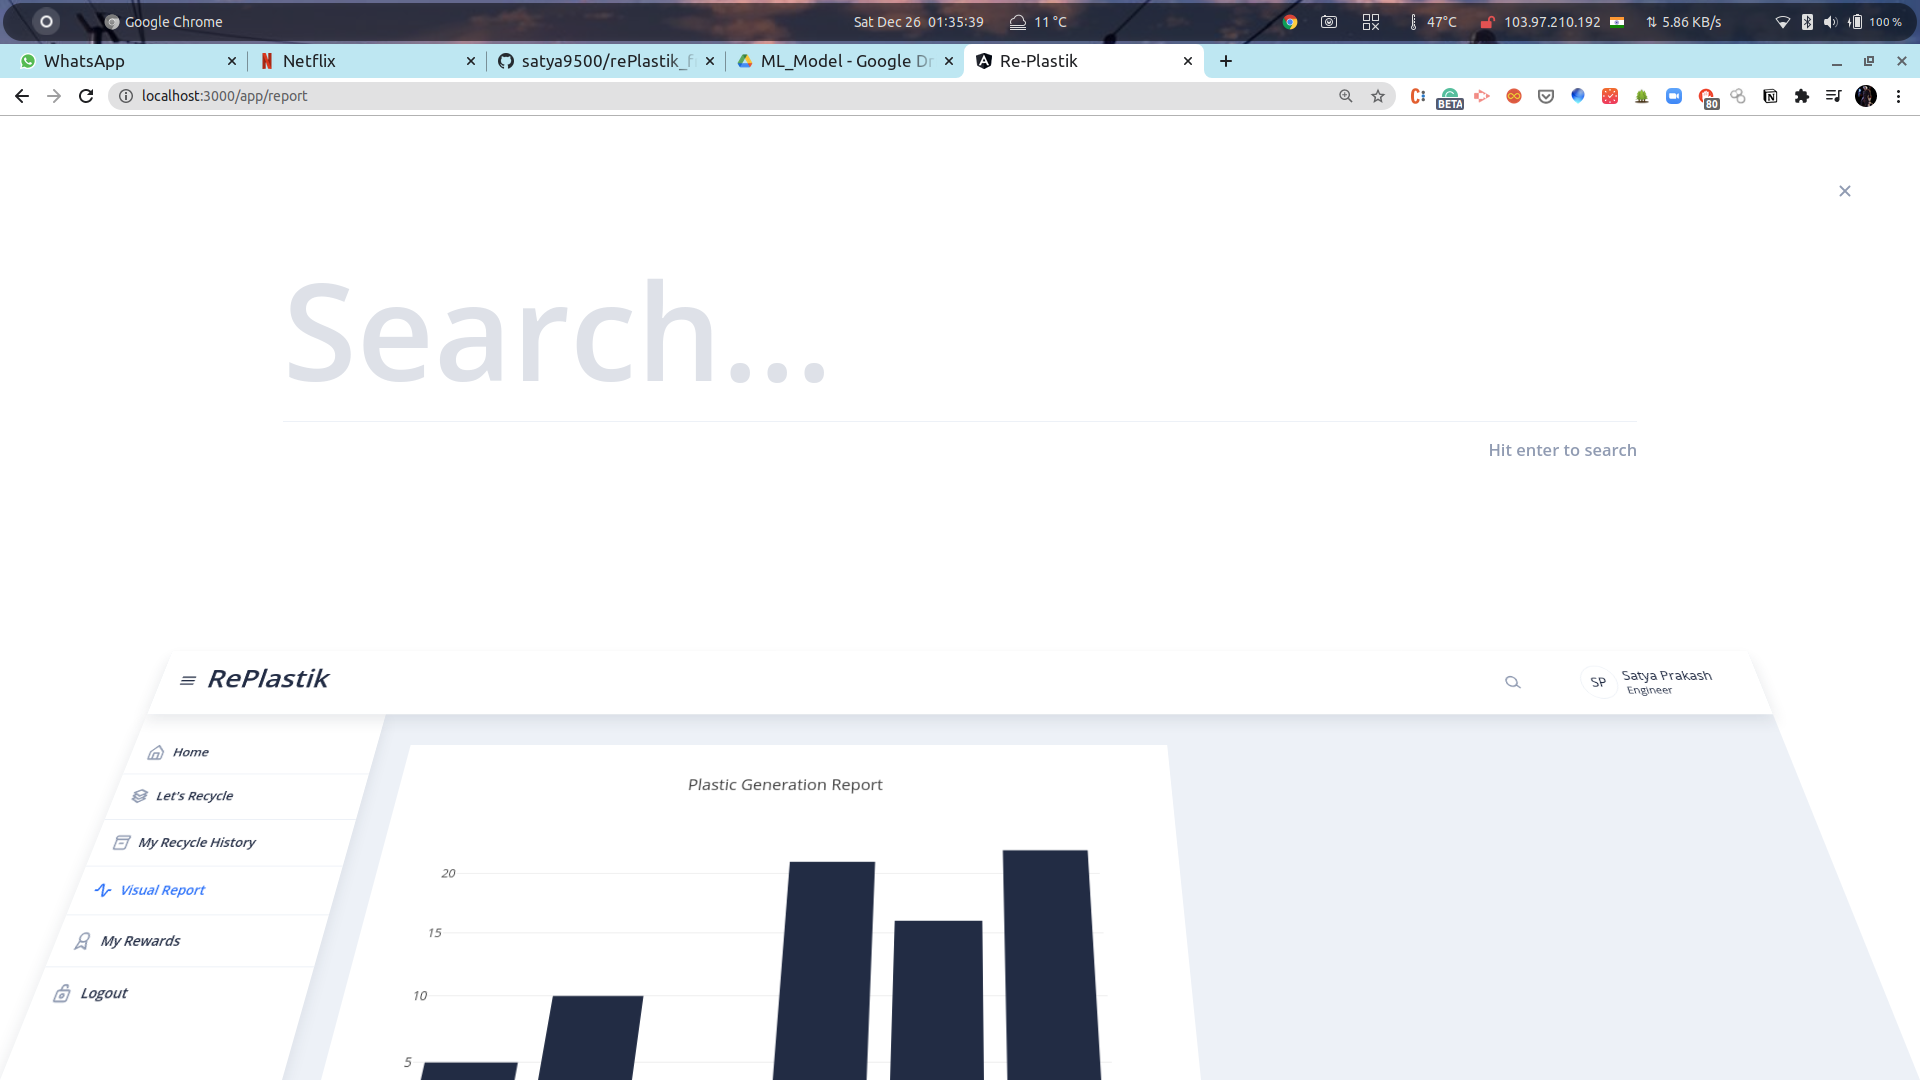 Google Chrome
Sat Dec 26 01:35:39
11 °C
47°C
103.97.210.192
5.86 KB/s
100 %
WhatsApp
Netflix
satya9500/rePlastik_f
ML_Model - Google Dr
Re-Plastik
localhost:3000/app/report
BETA
80
Search...
Hit enter to search
RePlastik
SP
Satya Prakash
Engineer
Home
Let's Recycle
My Recycle History
Visual Report
My Rewards
Logout
Plastic Generation Report
20
15
10
5